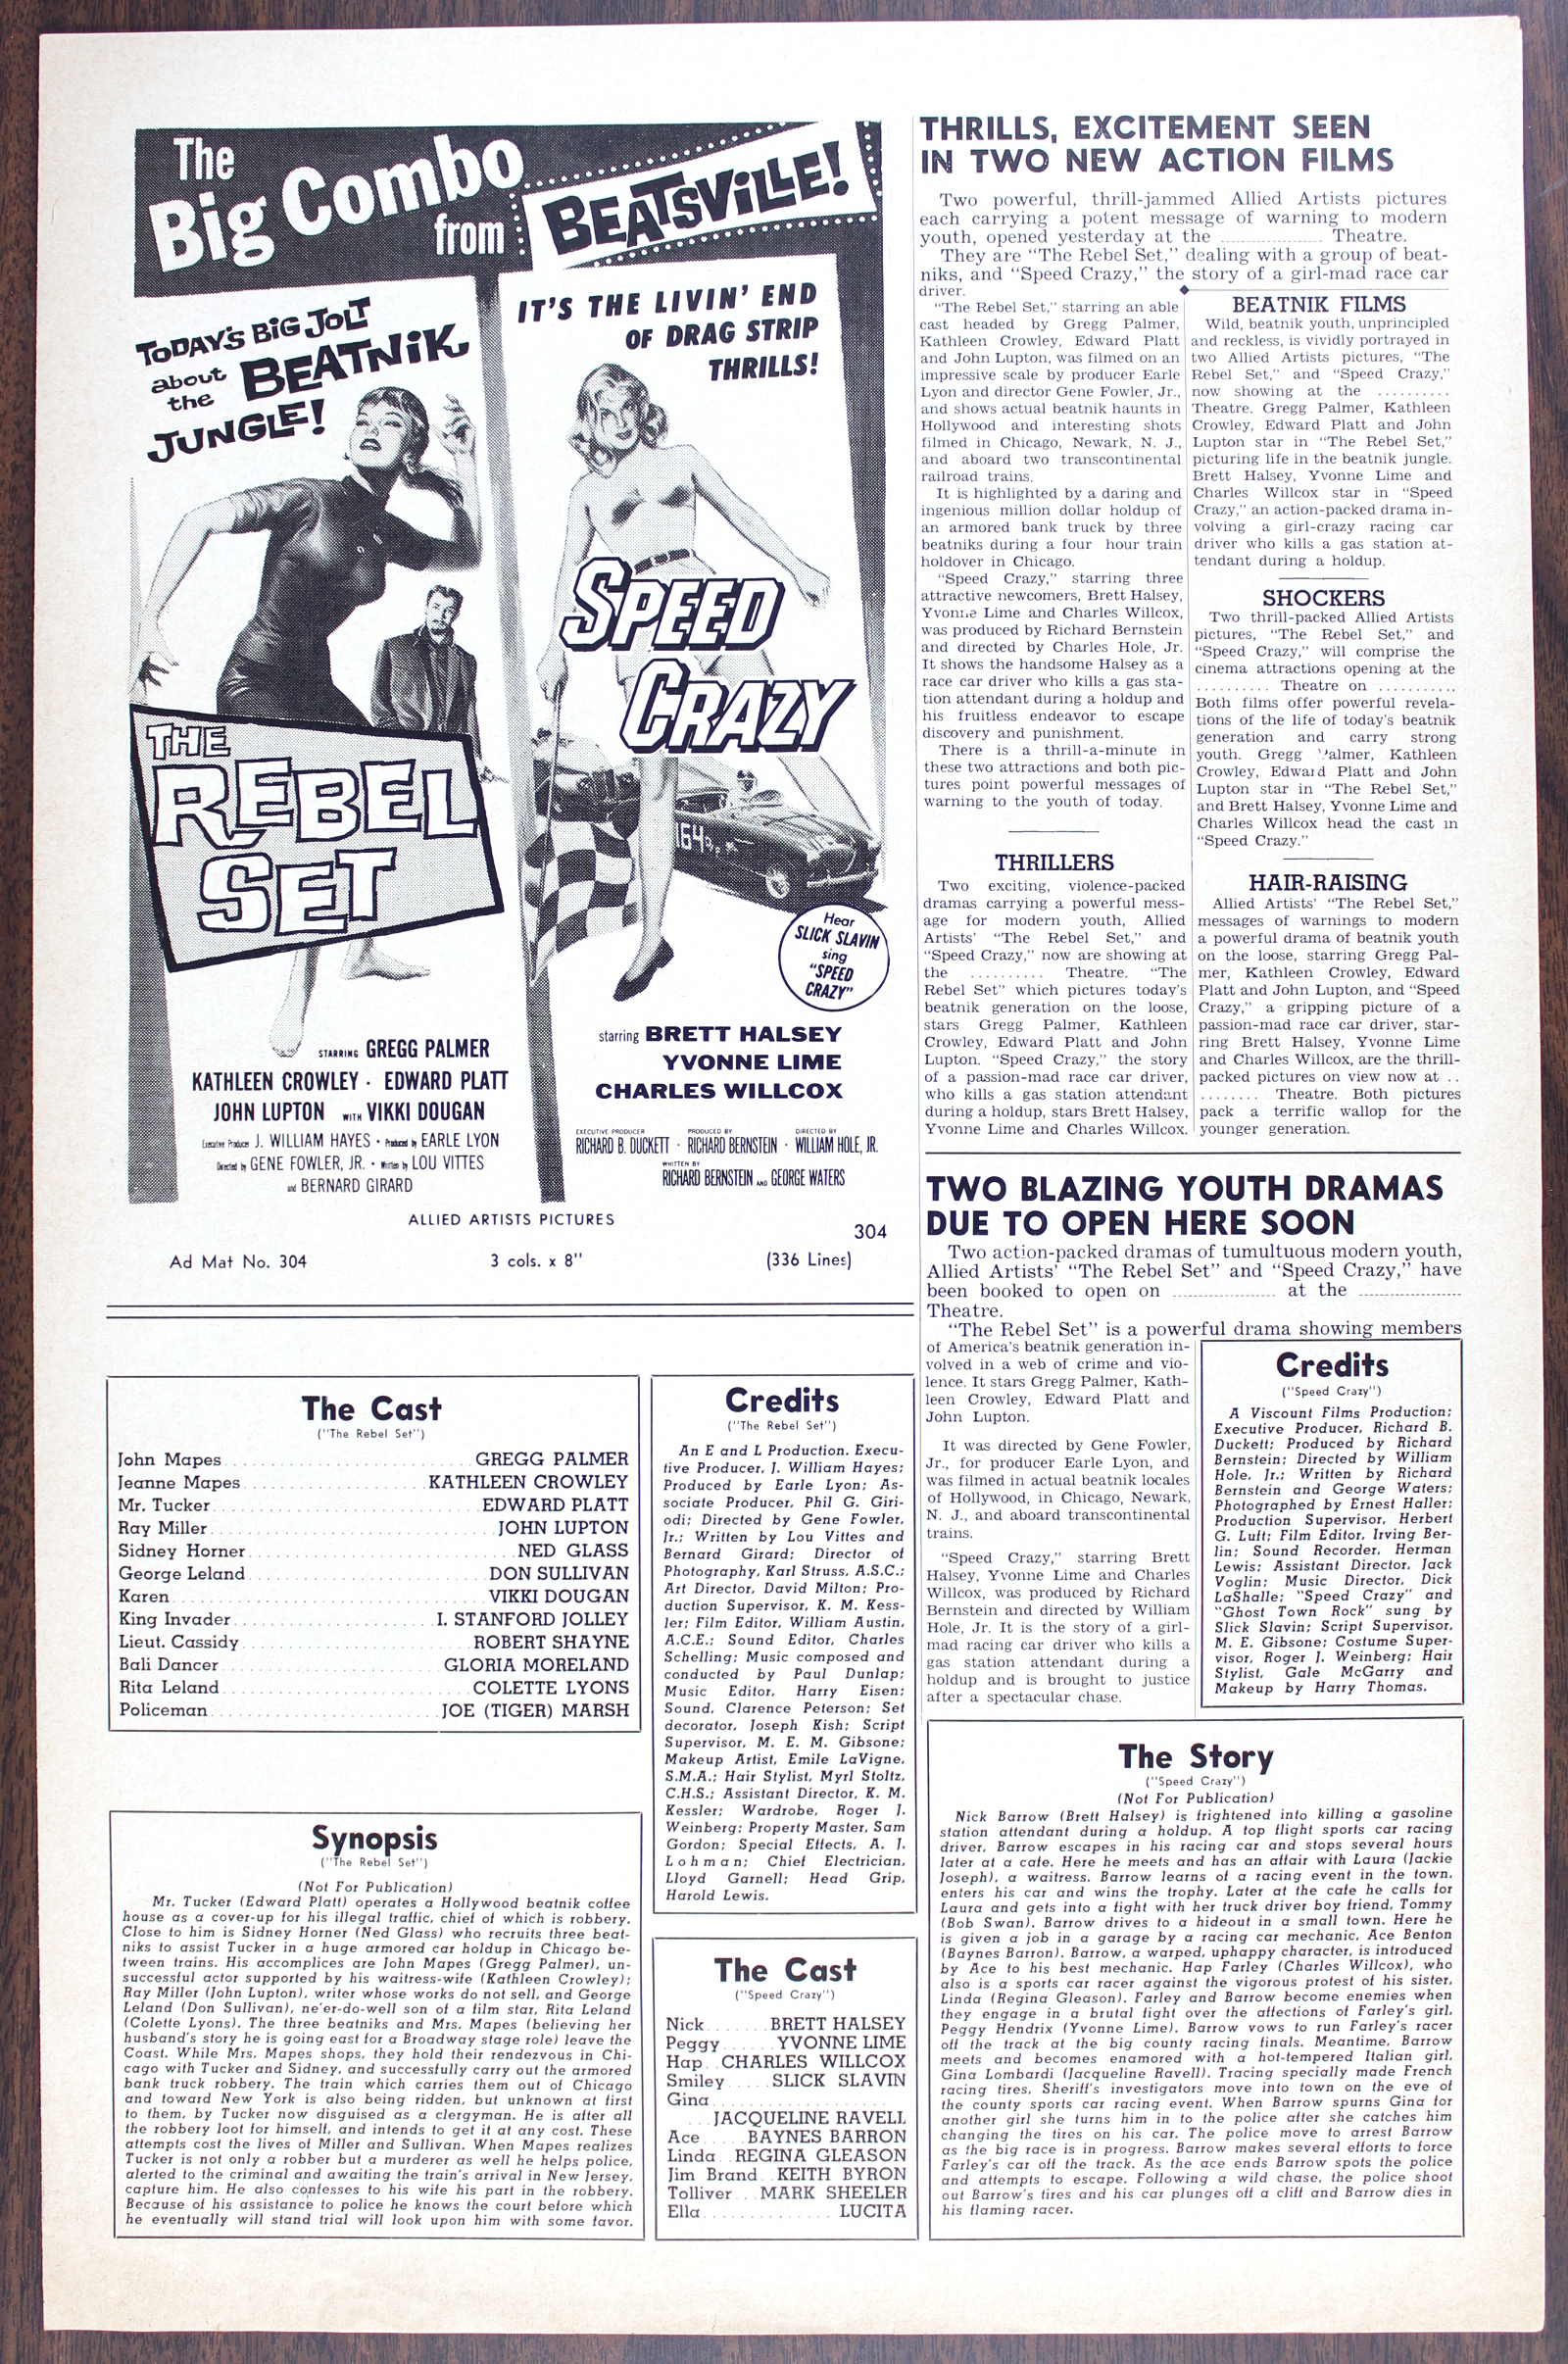 The
Big Combo
from BEATSVILLE!
TODAY'S BIG JOLT
about BEATNIK
the
JUNGLE!
IT'S THE LIVIN' END
OF DRAG STRIP
THRILLS!
SPEED
CRAZY
THE
REBEL
SET
164
Hear
SLICK SLAVIN
sing
"SPEED
CRAZY"
STARRING GREGG PALMER
KATHLEEN CROWLEY · EDWARD PLATT
JOHN LUPTON WITH VIKKI DOUGAN
Executive Producer J. WILLIAM HAYES · Produced by EARLE LYON
Directed by GENE FOWLER, JR. · Written by LOU VITTES
and BERNARD GIRARD
starring BRETT HALSEY
YVONNE LIME
CHARLES WILLCOX
EXECUTIVE PRODUCER PRODUCED BY DIRECTED BY
RICHARD B. DUCKETT · RICHARD BERNSTEIN · WILLIAM HOLE, JR.
WRITTEN BY
RICHARD BERNSTEIN AND GEORGE WATERS
ALLIED ARTISTS PICTURES
304
Ad Mat No. 304 3 cols. x 8" (336 Lines)
The Cast
("The Rebel Set")
John Mapes GREGG PALMER
Jeanne Mapes KATHLEEN CROWLEY
Mr. Tucker EDWARD PLATT
Ray Miller JOHN LUPTON
Sidney Horner NED GLASS
George Leland DON SULLIVAN
Karen VIKKI DOUGAN
King Invader I. STANFORD JOLLEY
Lieut. Cassidy ROBERT SHAYNE
Bali Dancer GLORIA MORELAND
Rita Leland COLETTE LYONS
Policeman JOE (TIGER) MARSH
Synopsis
("The Rebel Set")
(Not For Publication)
Mr. Tucker (Edward Platt) operates a Hollywood beatnik coffee
house as a cover-up for his illegal traffic, chief of which is robbery.
Close to him is Sidney Horner (Ned Glass) who recruits three beat-
niks to assist Tucker in a huge armored car holdup in Chicago be-
tween trains. His accomplices are John Mapes (Gregg Palmer), un-
successful actor supported by his waitress-wife (Kathleen Crowley);
Ray Miller (John Lupton), writer whose works do not sell, and George
Leland (Don Sullivan), ne'er-do-well son of a film star, Rita Leland
(Colette Lyons). The three beatniks and Mrs. Mapes (believing her
husband's story he is going east for a Broadway stage role) leave the
Coast. While Mrs. Mapes shops, they hold their rendezvous in Chi-
cago with Tucker and Sidney, and successfully carry out the armored
bank truck robbery. The train which carries them out of Chicago
and toward New York is also being ridden, but unknown at first
to them, by Tucker now disguised as a clergyman. He is after all
the robbery loot for himself, and intends to get it at any cost. These
attempts cost the lives of Miller and Sullivan. When Mapes realizes
Tucker is not only a robber but a murderer as well he helps police,
alerted to the criminal and awaiting the train's arrival in New Jersey,
capture him. He also confesses to his wife his part in the robbery.
Because of his assistance to police he knows the court before which
he eventually will stand trial will look upon him with some favor.
Credits
("The Rebel Set")
An E and L Production. Execu-
tive Producer, J. William Hayes;
Produced by Earle Lyon; As-
sociate Producer, Phil G. Giri-
odi; Directed by Gene Fowler,
Jr.; Written by Lou Vittes and
Bernard Girard; Director of
Photography, Karl Struss, A.S.C.;
Art Director, David Milton; Pro-
duction Supervisor, K. M. Kess-
ler; Film Editor, William Austin,
A.C.E.; Sound Editor, Charles
Schelling; Music composed and
conducted by Paul Dunlap;
Music Editor, Harry Eisen;
Sound, Clarence Peterson; Set
decorator, Joseph Kish; Script
Supervisor, M. E. M. Gibsone;
Makeup Artist, Emile LaVigne,
S.M.A.; Hair Stylist, Myrl Stoltz,
C.H.S.; Assistant Director, K. M.
Kessler; Wardrobe, Roger J.
Weinberg; Property Master, Sam
Gordon; Special Effects, A. J.
Lohman; Chief Electrician,
Lloyd Garnell; Head Grip,
Harold Lewis.
The Cast
("Speed Crazy")
Nick BRETT HALSEY
Peggy YVONNE LIME
Hap CHARLES WILLCOX
Smiley SLICK SLAVIN
Gina
JACQUELINE RAVELL
Ace BAYNES BARRON
Linda REGINA GLEASON
Jim Brand KEITH BYRON
Tolliver MARK SHEELER
Ella LUCITA
THRILLS, EXCITEMENT SEEN
IN TWO NEW ACTION FILMS
Two powerful, thrill-jammed Allied Artists pictures
each carrying a potent message of warning to modern
youth, opened yesterday at the .................... Theatre.
They are "The Rebel Set," dealing with a group of beat-
niks, and "Speed Crazy," the story of a girl-mad race car
driver.
"The Rebel Set," starring an able
cast headed by Gregg Palmer,
Kathleen Crowley, Edward Platt
and John Lupton, was filmed on an
impressive scale by producer Earle
Lyon and director Gene Fowler, Jr.,
and shows actual beatnik haunts in
Hollywood and interesting shots
filmed in Chicago, Newark, N. J.,
and aboard two transcontinental
railroad trains.
It is highlighted by a daring and
ingenious million dollar holdup of
an armored bank truck by three
beatniks during a four hour train
holdover in Chicago.
"Speed Crazy," starring three
attractive newcomers, Brett Halsey,
Yvonne Lime and Charles Willcox,
was produced by Richard Bernstein
and directed by Charles Hole, Jr.
It shows the handsome Halsey as a
race car driver who kills a gas sta-
tion attendant during a holdup and
his fruitless endeavor to escape
discovery and punishment.
There is a thrill-a-minute in
these two attractions and both pic-
tures point powerful messages of
warning to the youth of today.
THRILLERS
Two exciting, violence-packed
dramas carrying a powerful mess-
age for modern youth, Allied
Artists' "The Rebel Set," and
"Speed Crazy," now are showing at
the .......... Theatre. "The
Rebel Set" which pictures today's
beatnik generation on the loose,
stars Gregg Palmer, Kathleen
Crowley, Edward Platt and John
Lupton. "Speed Crazy," the story
of a passion-mad race car driver,
who kills a gas station attendant
during a holdup, stars Brett Halsey,
Yvonne Lime and Charles Willcox.
BEATNIK FILMS
Wild, beatnik youth, unprincipled
and reckless, is vividly portrayed in
two Allied Artists pictures, "The
Rebel Set," and "Speed Crazy,"
now showing at the ..........
Theatre. Gregg Palmer, Kathleen
Crowley, Edward Platt and John
Lupton star in "The Rebel Set,"
picturing life in the beatnik jungle.
Brett Halsey, Yvonne Lime and
Charles Willcox star in "Speed
Crazy," an action-packed drama in-
volving a girl-crazy racing car
driver who kills a gas station at-
tendant during a holdup.
SHOCKERS
Two thrill-packed Allied Artists
pictures, "The Rebel Set," and
"Speed Crazy," will comprise the
cinema attractions opening at the
.......... Theatre on ...........
Both films offer powerful revela-
tions of the life of today's beatnik
generation and carry strong
youth. Gregg Palmer, Kathleen
Crowley, Edward Platt and John
Lupton star in "The Rebel Set,"
and Brett Halsey, Yvonne Lime and
Charles Willcox head the cast in
"Speed Crazy."
HAIR-RAISING
Allied Artists' "The Rebel Set,"
messages of warnings to modern
a powerful drama of beatnik youth
on the loose, starring Gregg Pal-
mer, Kathleen Crowley, Edward
Platt and John Lupton, and "Speed
Crazy," a gripping picture of a
passion-mad race car driver, star-
ring Brett Halsey, Yvonne Lime
and Charles Willcox, are the thrill-
packed pictures on view now at ..
........ Theatre. Both pictures
pack a terrific wallop for the
younger generation.
TWO BLAZING YOUTH DRAMAS
DUE TO OPEN HERE SOON
Two action-packed dramas of tumultuous modern youth,
Allied Artists' "The Rebel Set" and "Speed Crazy," have
been booked to open on .................... at the ....................
Theatre.
"The Rebel Set" is a powerful drama showing members
of America's beatnik generation in-
volved in a web of crime and vio-
lence. It stars Gregg Palmer, Kath-
leen Crowley, Edward Platt and
John Lupton.
It was directed by Gene Fowler,
Jr., for producer Earle Lyon, and
was filmed in actual beatnik locales
of Hollywood, in Chicago, Newark,
N. J., and aboard transcontinental
trains.
"Speed Crazy," starring Brett
Halsey, Yvonne Lime and Charles
Willcox, was produced by Richard
Bernstein and directed by William
Hole, Jr. It is the story of a girl-
mad racing car driver who kills a
gas station attendant during a
holdup and is brought to justice
after a spectacular chase.
Credits
("Speed Crazy")
A Viscount Films Production;
Executive Producer, Richard B.
Duckett; Produced by Richard
Bernstein; Directed by William
Hole, Jr.; Written by Richard
Bernstein and George Waters;
Photographed by Ernest Haller;
Production Supervisor, Herbert
G. Luft; Film Editor, Irving Ber-
lin; Sound Recorder, Herman
Lewis; Assistant Director, Jack
Voglin; Music Director, Dick
LaShalle; "Speed Crazy" and
"Ghost Town Rock" sung by
Slick Slavin; Script Supervisor,
M. E. Gibsone; Costume Super-
visor, Roger J. Weinberg; Hair
Stylist, Gale McGarry and
Makeup by Harry Thomas.
The Story
("Speed Crazy")
(Not For Publication)
Nick Barrow (Brett Halsey) is frightened into killing a gasoline
station attendant during a holdup. A top flight sports car racing
driver, Barrow escapes in his racing car and stops several hours
later at a cafe. Here he meets and has an affair with Laura (Jackie
Joseph), a waitress. Barrow learns of a racing event in the town,
enters his car and wins the trophy. Later at the cafe he calls for
Laura and gets into a fight with her truck driver boy friend, Tommy
(Bob Swan). Barrow drives to a hideout in a small town. Here he
is given a job in a garage by a racing car mechanic, Ace Benton
(Baynes Barron). Barrow, a warped, uphappy character, is introduced
by Ace to his best mechanic. Hap Farley (Charles Willcox), who
also is a sports car racer against the vigorous protest of his sister,
Linda (Regina Gleason). Farley and Barrow become enemies when
they engage in a brutal fight over the affections of Farley's girl,
Peggy Hendrix (Yvonne Lime). Barrow vows to run Farley's racer
off the track at the big county racing finals. Meantime, Barrow
meets and becomes enamored with a hot-tempered Italian girl,
Gina Lombardi (Jacqueline Ravell). Tracing specially made French
racing tires, Sheriff's investigators move into town on the eve of
the county sports car racing event. When Barrow spurns Gina for
another girl she turns him in to the police after she catches him
changing the tires on his car. The police move to arrest Barrow
as the big race is in progress. Barrow makes several efforts to force
Farley's car off the track. As the ace ends Barrow spots the police
and attempts to escape. Following a wild chase, the police shoot
out Barrow's tires and his car plunges off a cliff and Barrow dies in
his flaming racer.